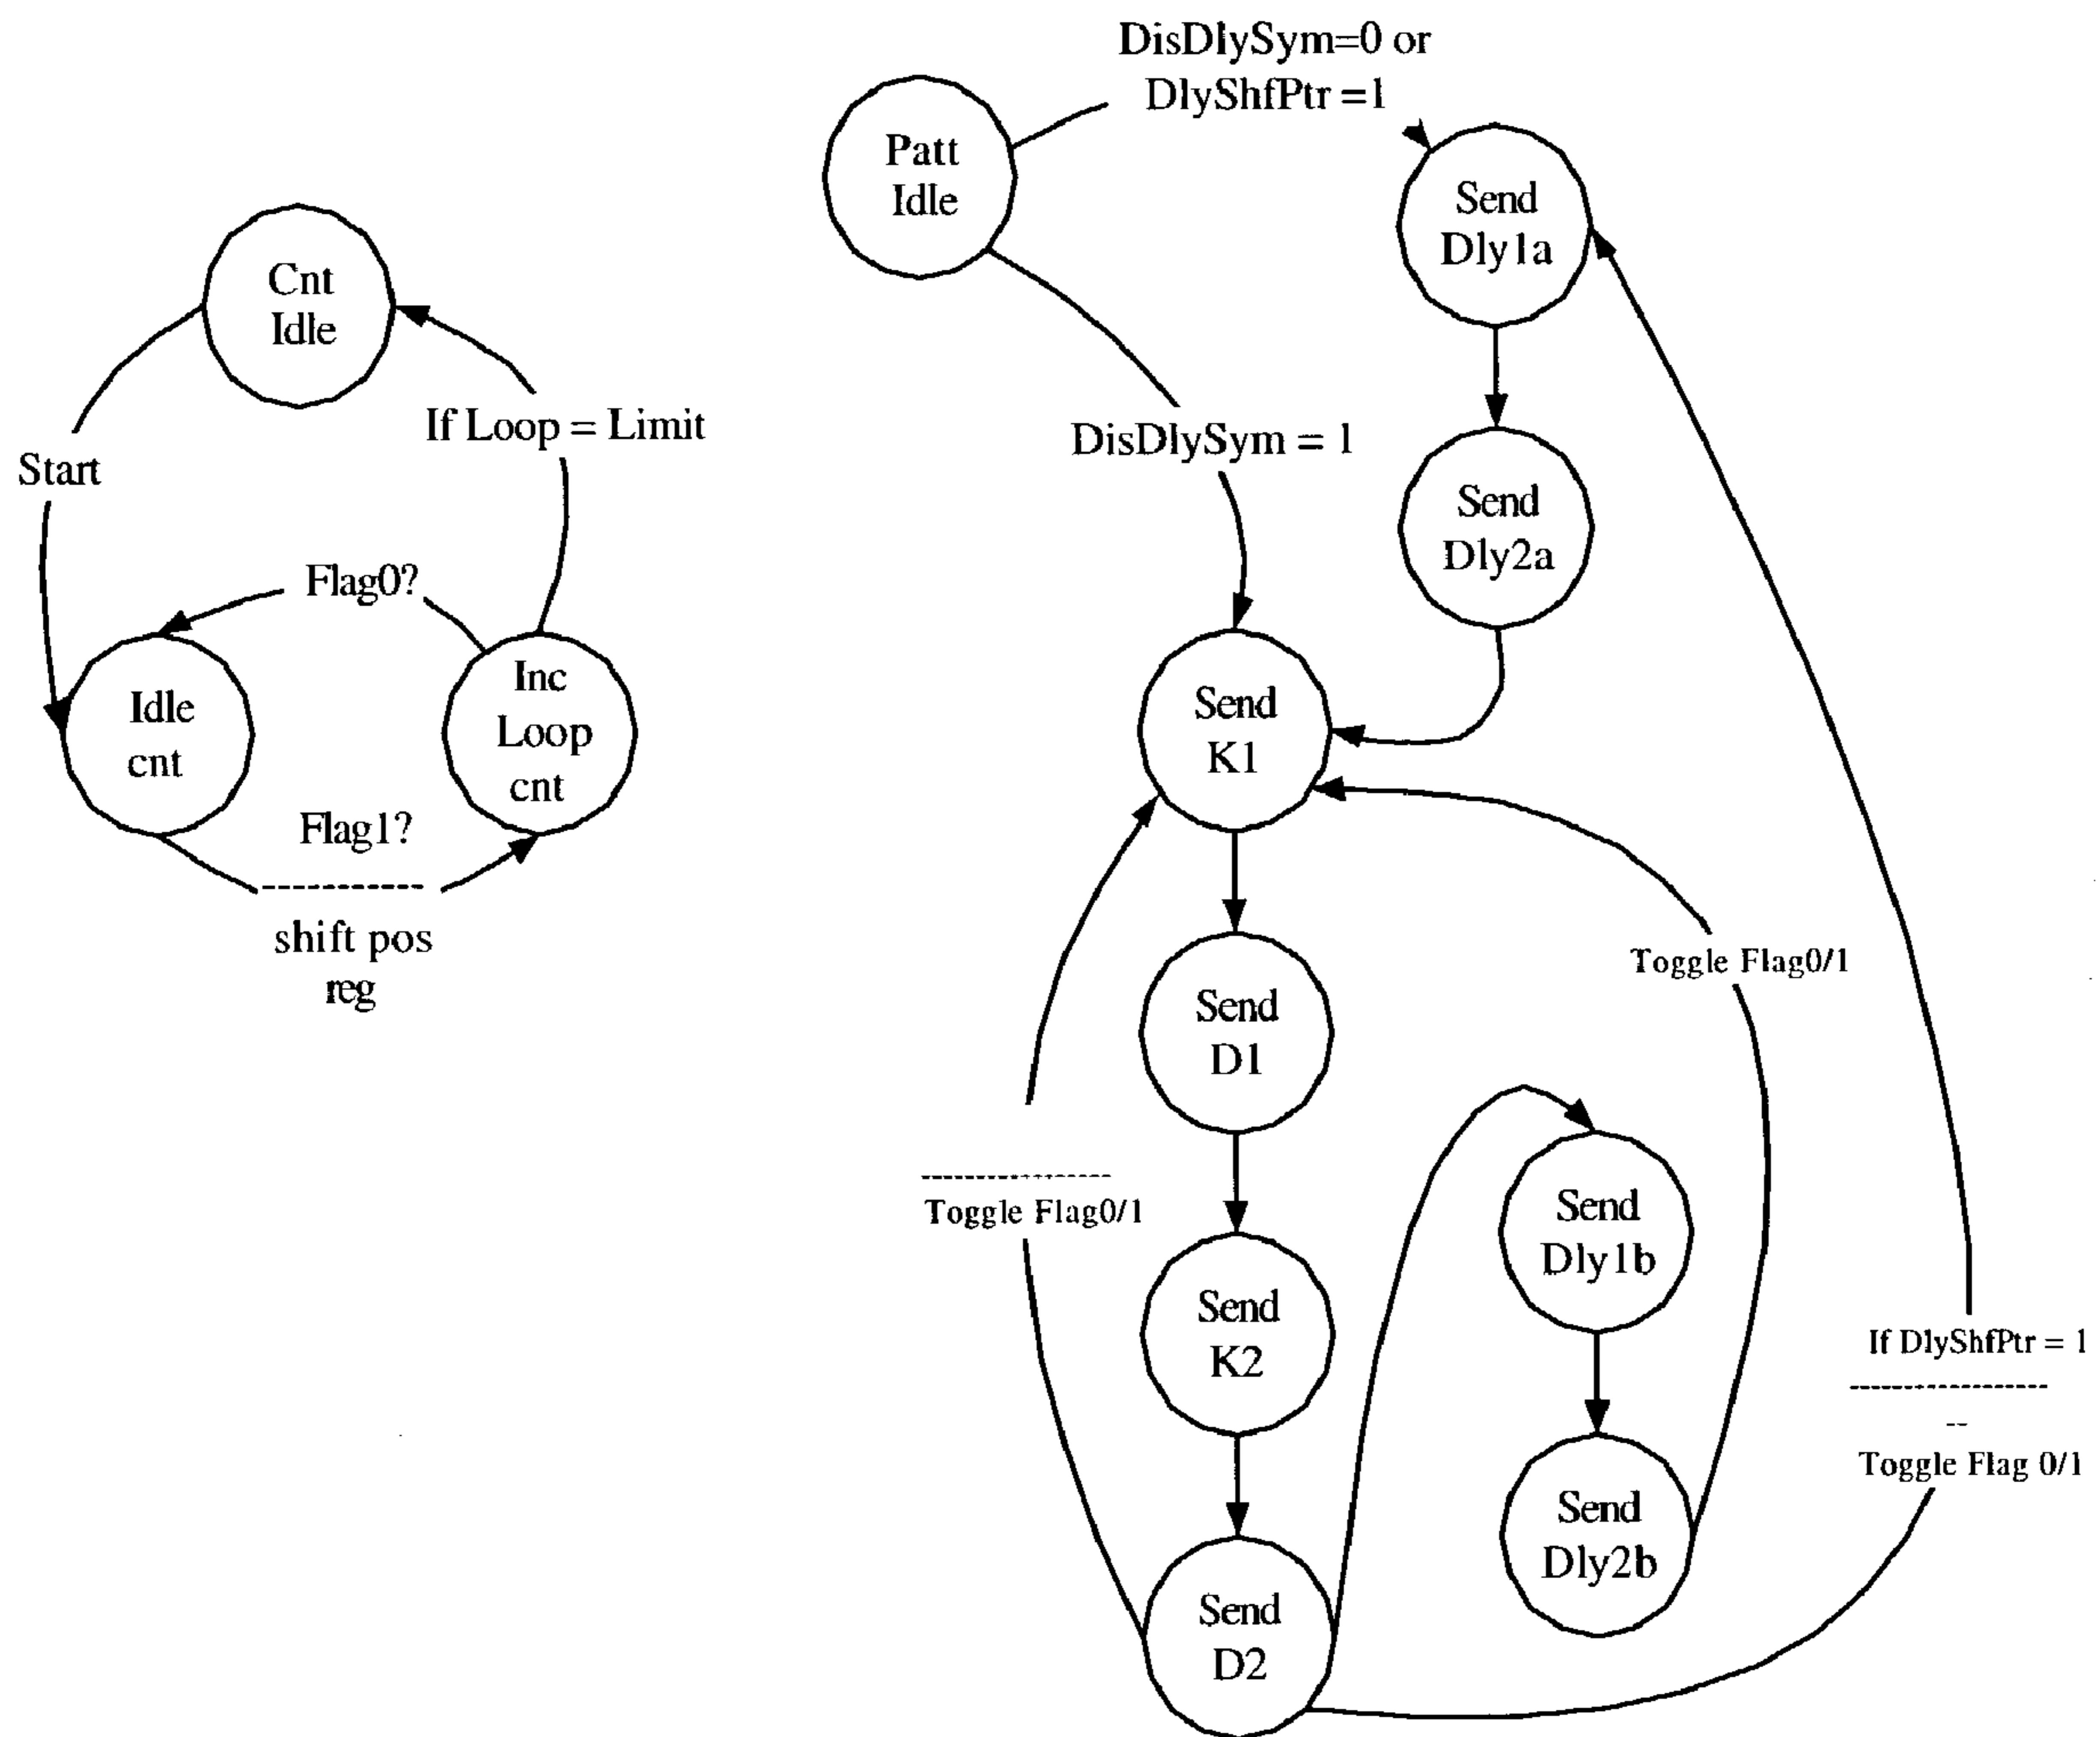 Cnt
Idle
Start
If Loop = Limit
Flag0?
Idle
cnt
Inc
Loop
cnt
Flag1?
shift pos
reg
DisDlySym=0 or
DlyShfPtr =1
Patt
Idle
Send
Dly1a
DisDlySym = 1
Send
Dly2a
Send
K1
Send
D1
Toggle Flag0/1
Toggle Flag0/1
Send
K2
Send
Dly1b
Send
Dly2b
Send
D2
If DlyShfPtr = 1
Toggle Flag 0/1